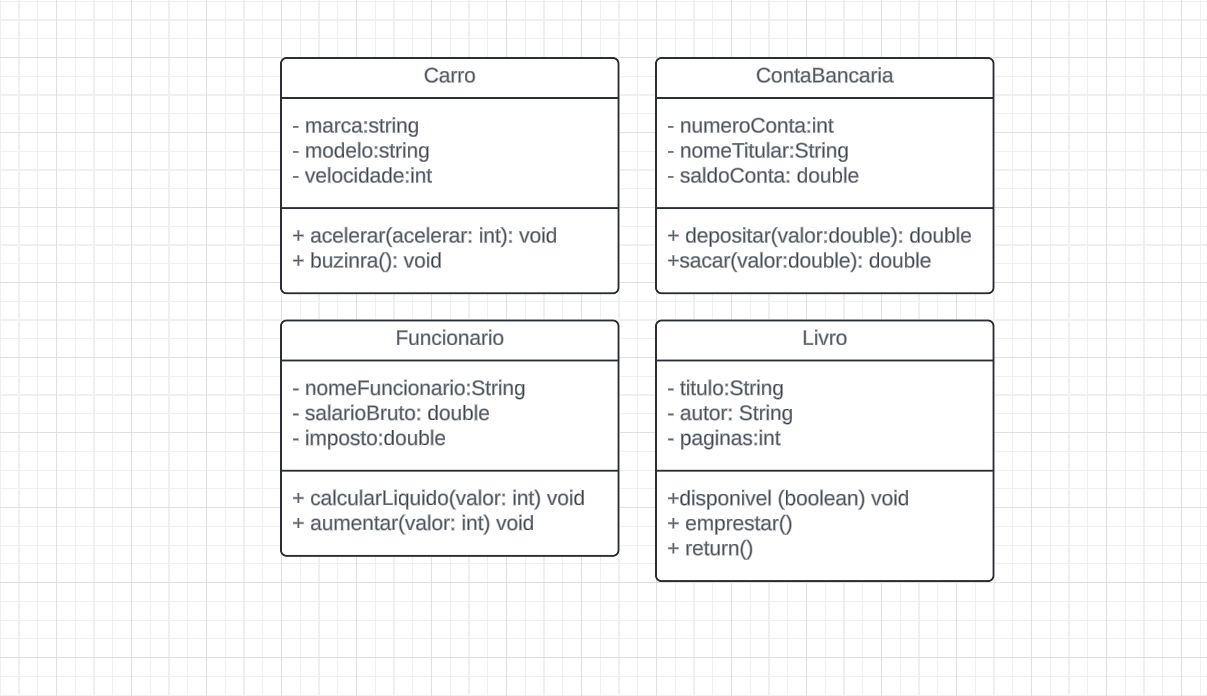 Carro
- marca:string
- modelo:string
- velocidade:int
+ acelerar(acelerar: int): void
+ buzinra(): void
ContaBancaria
- numeroConta:int
- nomeTitular:String
- saldoConta: double
+ depositar(valor:double): double
+sacar(valor:double): double
Funcionario
- nomeFuncionario:String
- salarioBruto: double
- imposto:double
+ calcularLiquido(valor: int) void
+ aumentar(valor: int) void
Livro
- titulo:String
- autor: String
- paginas:int
+disponivel (boolean) void
+ emprestar()
+ return()